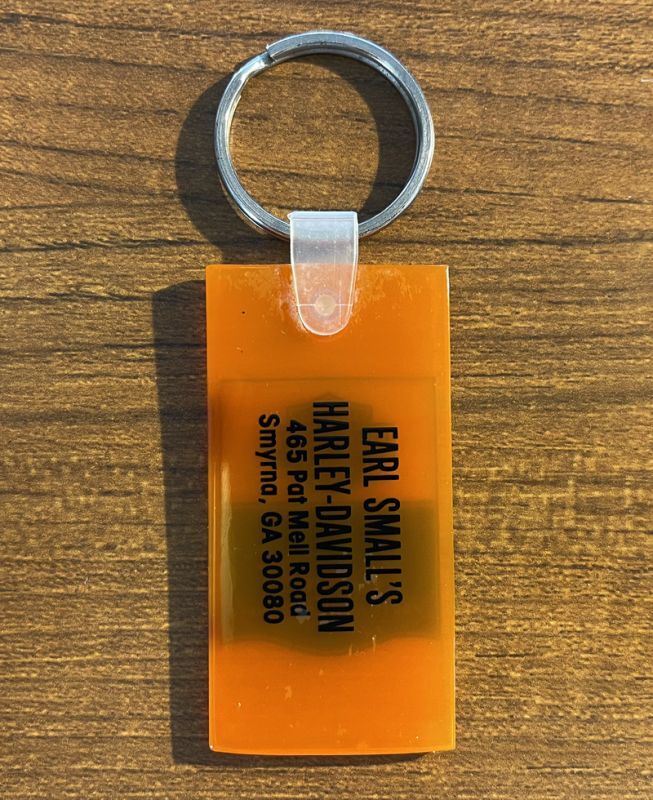 EARL SMALL'S
HARLEY-DAVIDSON
465 Pat Mell Road
Smyrna, GA 30080